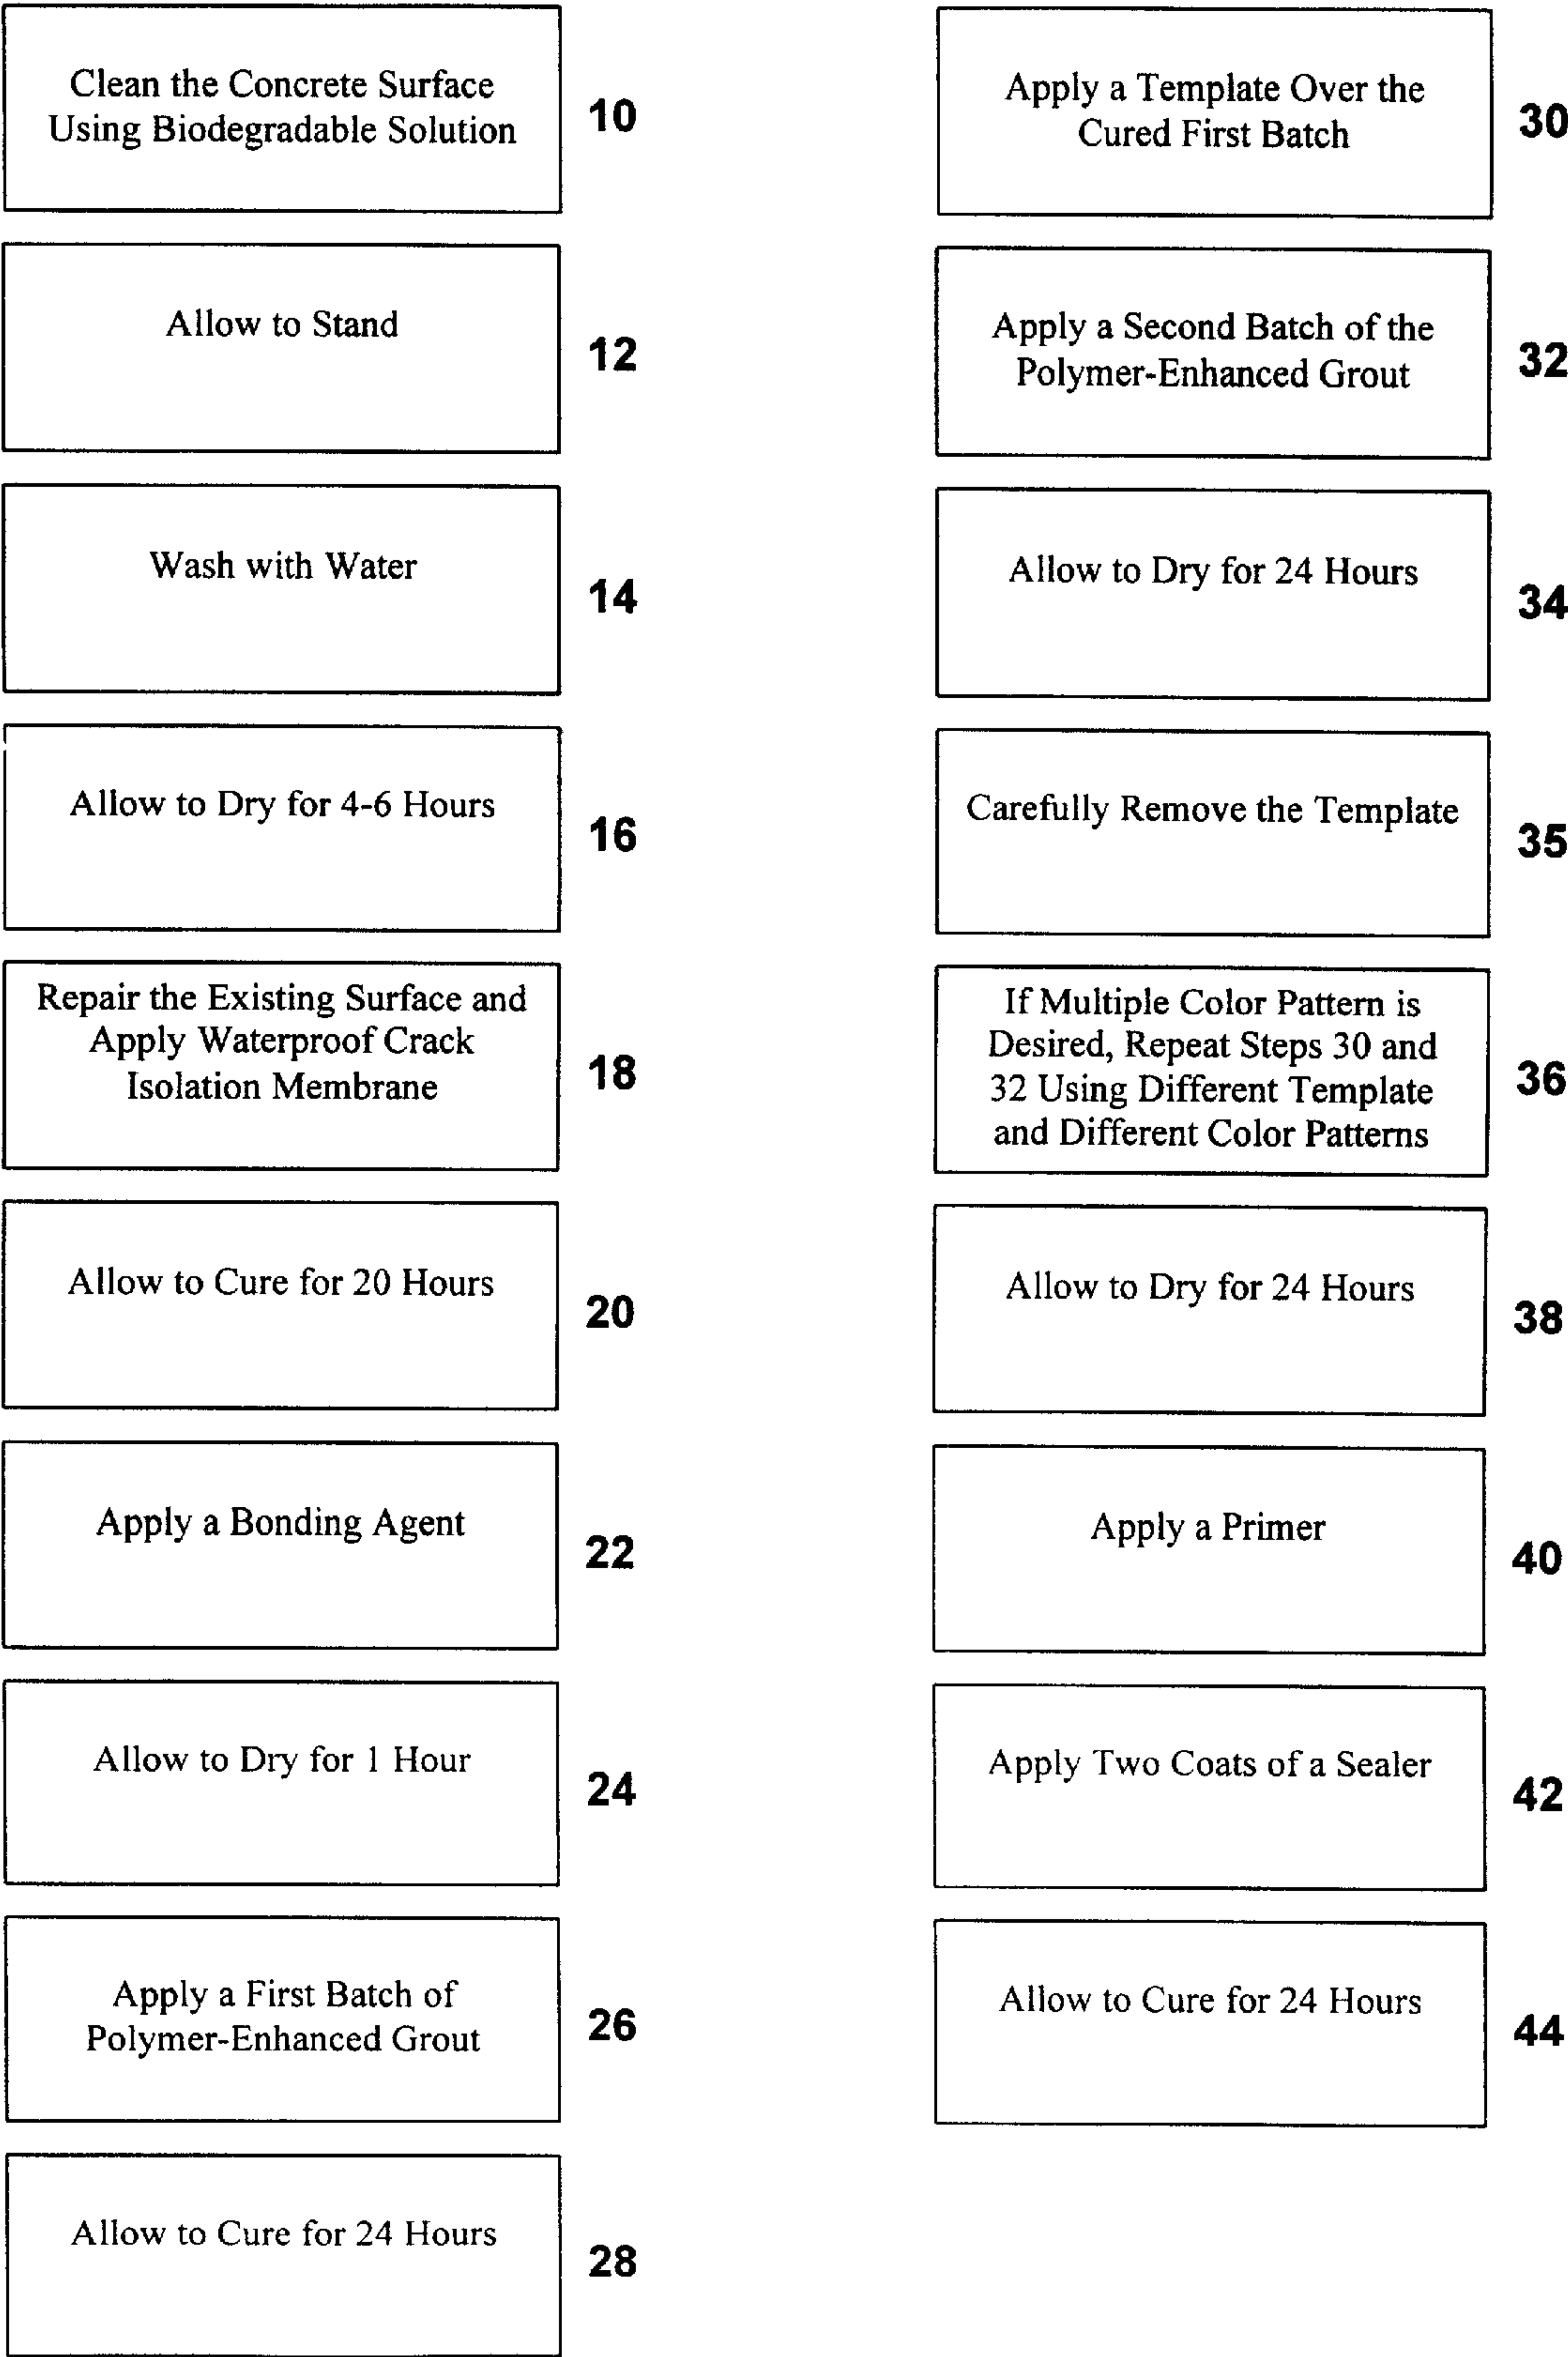 Clean the Concrete Surface
Using Biodegradable Solution
10
Allow to Stand
12
Wash with Water
14
Allow to Dry for 4-6 Hours
16
Repair the Existing Surface and
Apply Waterproof Crack
Isolation Membrane
18
Allow to Cure for 20 Hours
20
Apply a Bonding Agent
22
Allow to Dry for 1 Hour
24
Apply a First Batch of
Polymer-Enhanced Grout
26
Allow to Cure for 24 Hours
28
Apply a Template Over the
Cured First Batch
30
Apply a Second Batch of the
Polymer-Enhanced Grout
32
Allow to Dry for 24 Hours
34
Carefully Remove the Template
35
If Multiple Color Pattern is
Desired, Repeat Steps 30 and
32 Using Different Template
and Different Color Patterns
36
Allow to Dry for 24 Hours
38
Apply a Primer
40
Apply Two Coats of a Sealer
42
Allow to Cure for 24 Hours
44